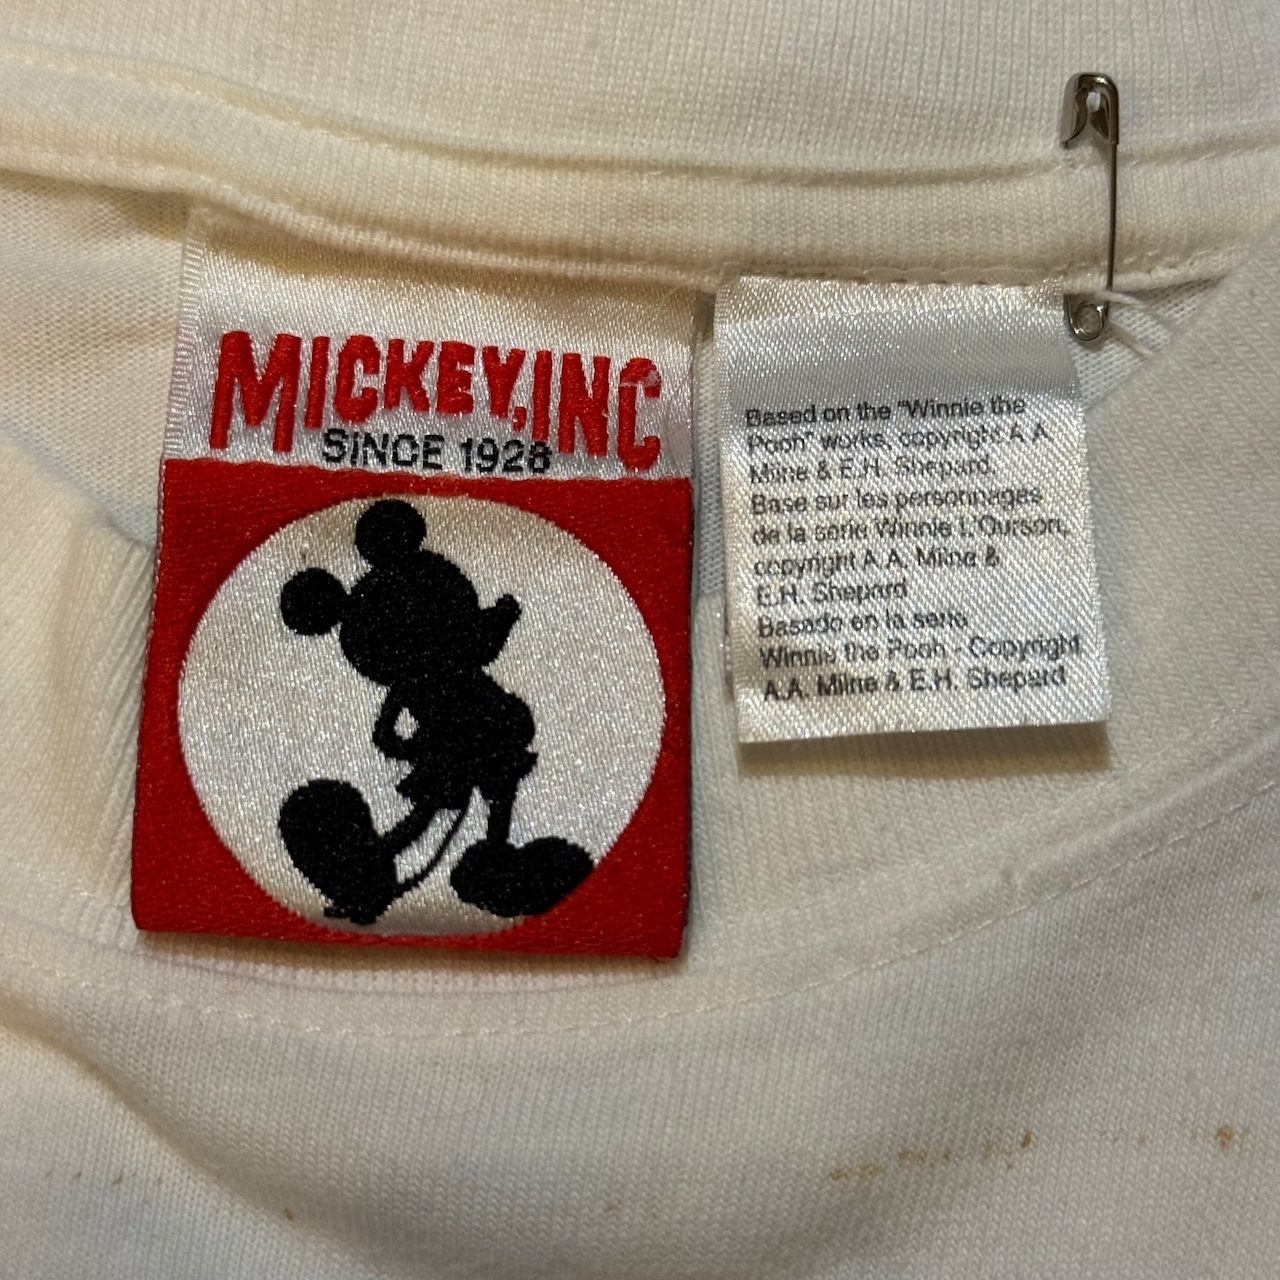 MICKEY, INC
SINCE 1928
Based on the "Winnie the
Pooh" works, copyright A.A.
Milne & E.H. Shepard.
Base sur les personnages
de la serie Winnie L'Ourson,
copyright A.A. Milne &
E.H. Shepard
Basado en la serie
Winnie the Pooh - Copyright
A.A. Milne & E.H. Shepard